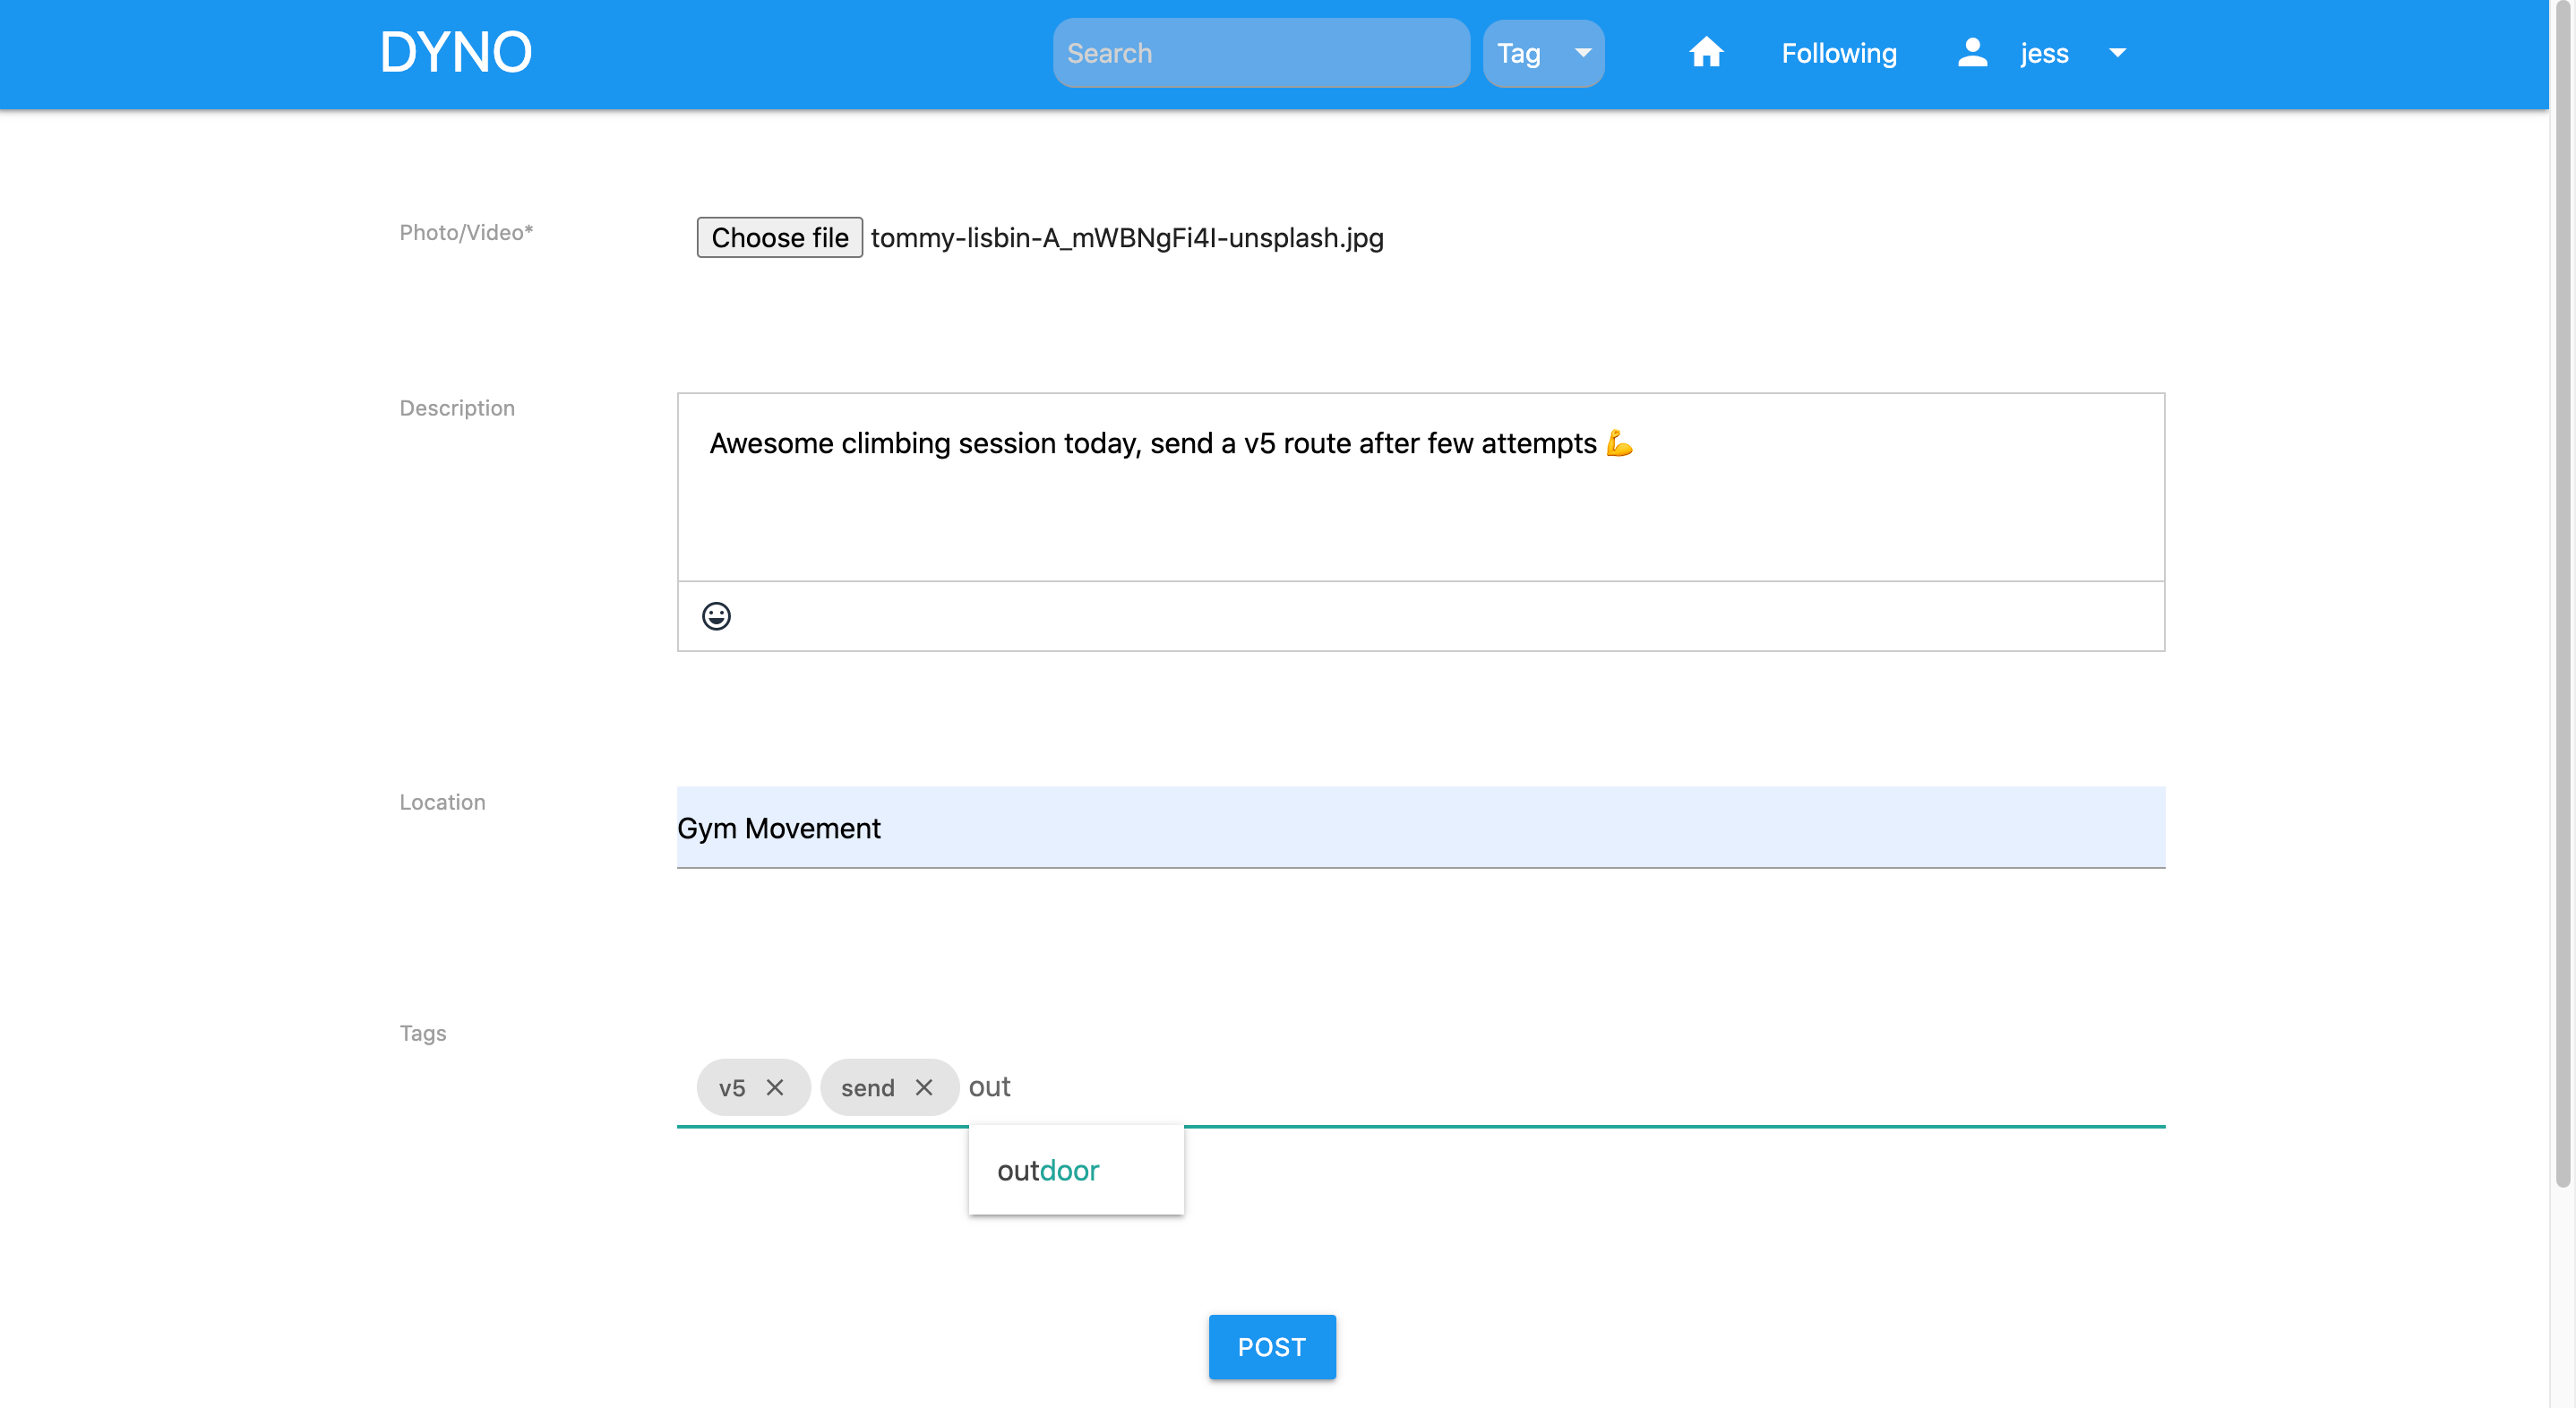 DYNO
Search
Tag
Following
jess
Photo/Video*
Choose file tommy-lisbin-A_mWBNgFi4I-unsplash.jpg
Description
Awesome climbing session today, send a v5 route after few attempts 💪
Location
Gym Movement
Tags
v5
send
out
outdoor
POST